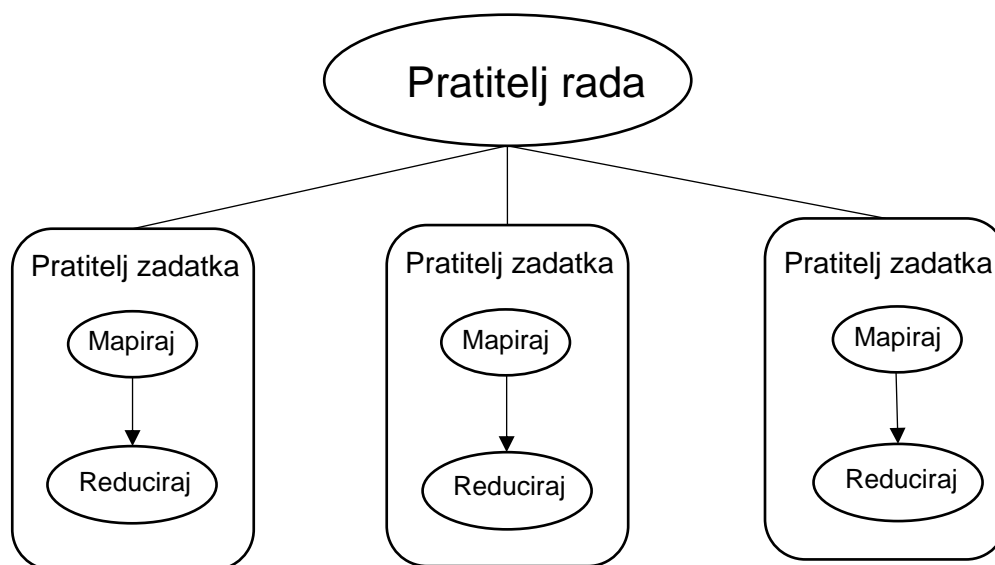 Pratitelj rada
Pratitelj zadatka
Mapiraj
Reduciraj
Pratitelj zadatka
Mapiraj
Reduciraj
Pratitelj zadatka
Mapiraj
Reduciraj